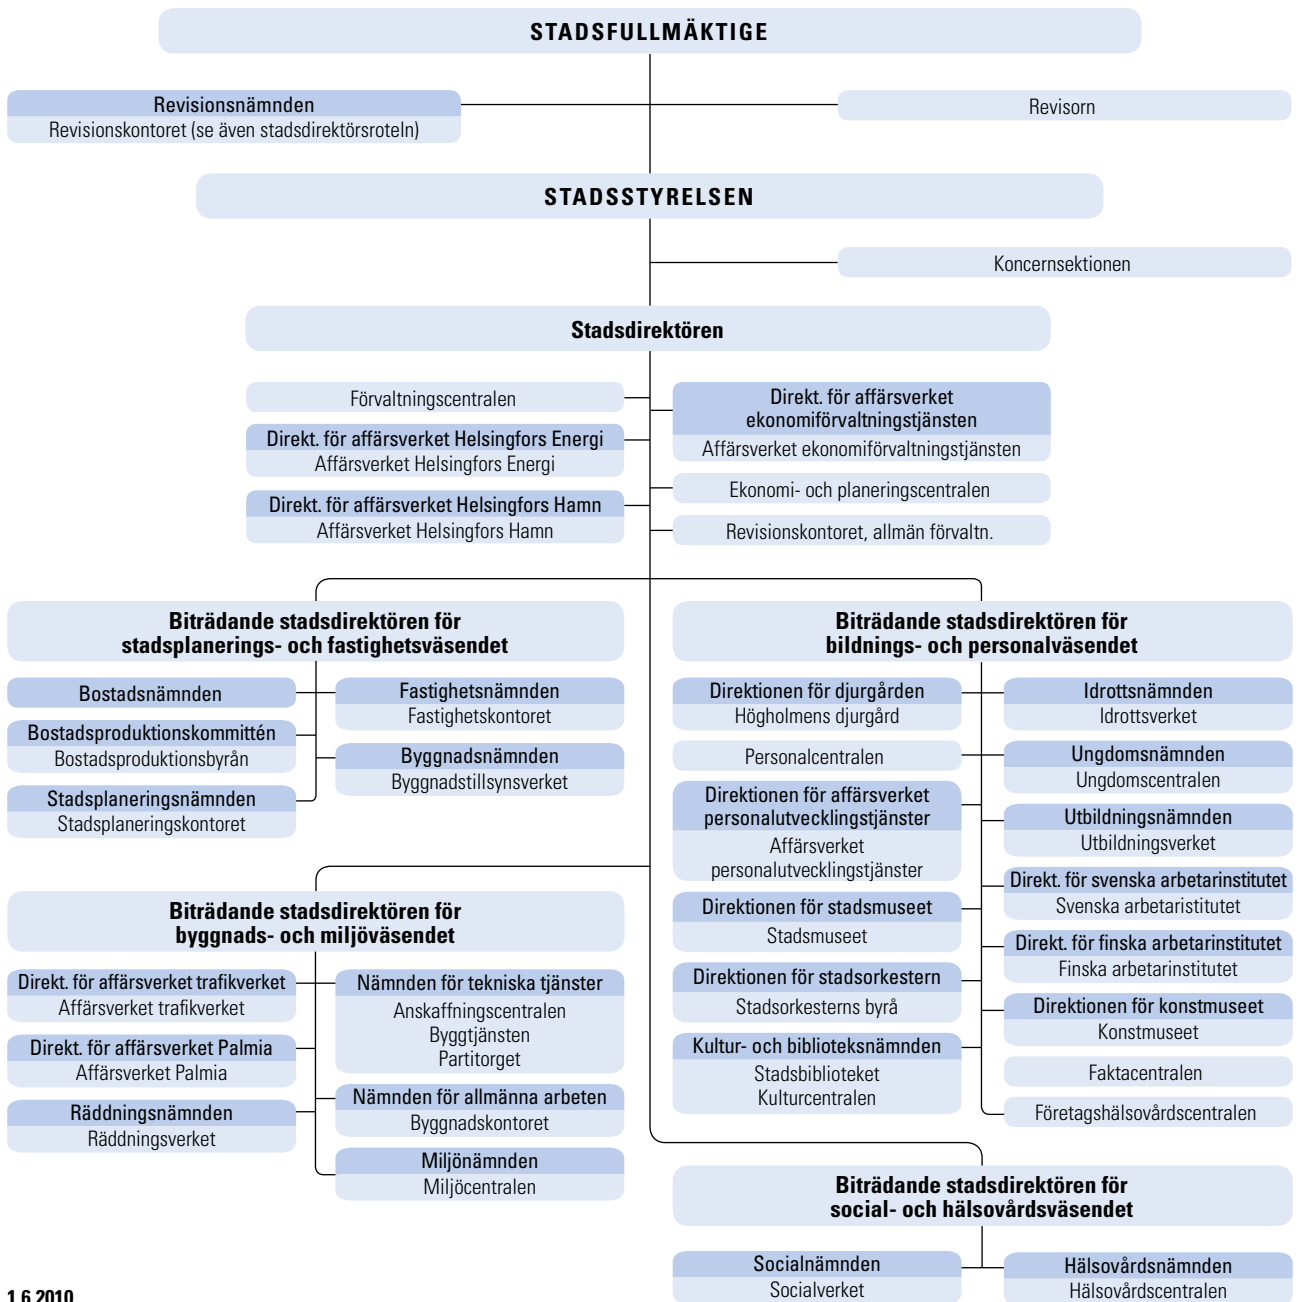 STADSFULLMÄKTIGE
Revisionsnämnden
Revisionskontoret (se även stadsdirektörsroteln)
Revisorn
STADSSTYRELSEN
Koncernsektionen
Stadsdirektören
Förvaltningscentralen
Direkt. för affärsverket Helsingfors Energi
Affärsverket Helsingfors Energi
Direkt. för affärsverket Helsingfors Hamn
Affärsverket Helsingfors Hamn
Direkt. för affärsverket
ekonomiförvaltningstjänsten
Affärsverket ekonomiförvaltningstjänsten
Ekonomi- och planeringscentralen
Revisionskontoret, allmän förvaltn.
Biträdande stadsdirektören för
stadsplanerings- och fastighetsväsendet
Bostadsnämnden
Bostadsproduktionskommittén
Bostadsproduktionsbyrån
Stadsplaneringsnämnden
Stadsplaneringskontoret
Fastighetsnämnden
Fastighetskontoret
Byggnadsnämnden
Byggnadstillsynsverket
Biträdande stadsdirektören för
byggnads- och miljöväsendet
Direkt. för affärsverket trafikverket
Affärsverket trafikverket
Direkt. för affärsverket Palmia
Affärsverket Palmia
Räddningsnämnden
Räddningsverket
Nämnden för tekniska tjänster
Anskaffningscentralen
Byggtjänsten
Partitorget
Nämnden för allmänna arbeten
Byggnadskontoret
Miljönämnden
Miljöcentralen
Biträdande stadsdirektören för
bildnings- och personalväsendet
Direktionen för djurgården
Högholmens djurgård
Personalcentralen
Direktionen för affärsverket
personalutvecklingstjänster
Affärsverket
personalutvecklingstjänster
Direktionen för stadsmuseet
Stadsmuseet
Direktionen för stadsorkestern
Stadsorkesterns byrå
Kultur- och biblioteksnämnden
Stadsbiblioteket
Kulturcentralen
Idrottsnämnden
Idrottsverket
Ungdomsnämnden
Ungdomscentralen
Utbildningsnämnden
Utbildningsverket
Direkt. för svenska arbetarinstitutet
Svenska arbetaristitutet
Direkt. för finska arbetarinstitutet
Finska arbetarinstitutet
Direktionen för konstmuseet
Konstmuseet
Faktacentralen
Företagshälsovårdscentralen
Biträdande stadsdirektören för
social- och hälsovårdsväsendet
Socialnämnden
Socialverket
Hälsovårdsnämnden
Hälsovårdscentralen
1.6.2010